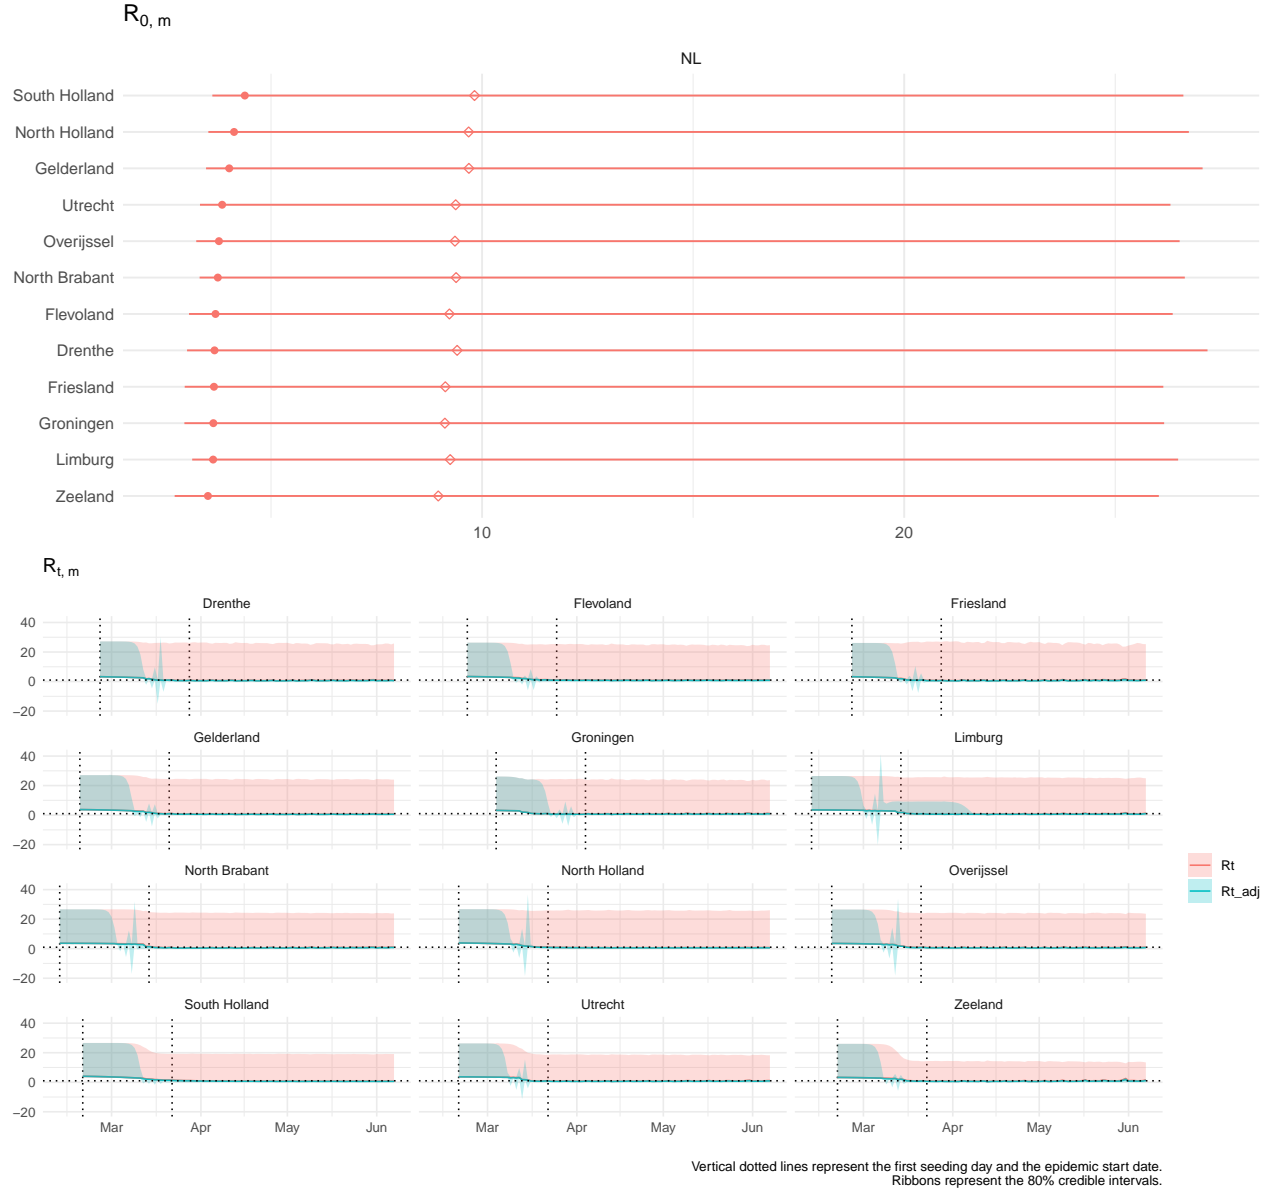 R0, m
NL
South Holland
North Holland
Gelderland
Utrecht
Overijssel
North Brabant
Flevoland
Drenthe
Friesland
Groningen
Limburg
Zeeland
10 20
Rt, m
Drenthe Flevoland Friesland
40
20
0
−20
Gelderland Groningen Limburg
40
20
0
−20
North Brabant North Holland Overijssel
40
20
0
−20
South Holland Utrecht Zeeland
40
20
0
−20
Mar Apr May Jun Mar Apr May Jun Mar Apr May Jun
Rt
Rt_adj
Vertical dotted lines represent the first seeding day and the epidemic start date.
Ribbons represent the 80% credible intervals.